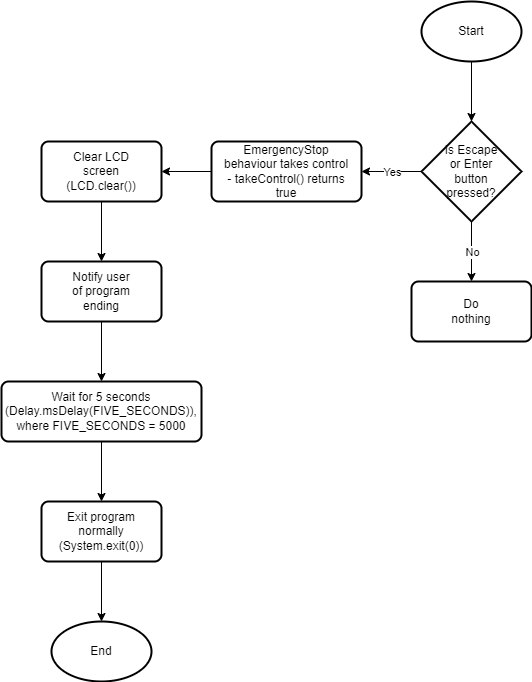 Start
Is Escape
or Enter
button
pressed?
Yes
EmergencyStop
behaviour takes control
- takeControl() returns
true
Clear LCD
screen
(LCD.clear())
No
Do
nothing
Notify user
of program
ending
Wait for 5 seconds
(Delay.msDelay(FIVE_SECONDS)),
where FIVE_SECONDS = 5000
Exit program
normally
(System.exit(0))
End